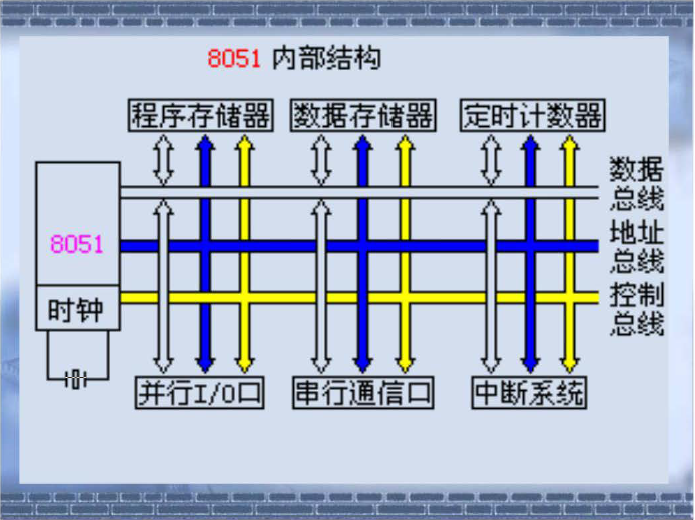 8051 内部结构
程序存储器 数据存储器 定时计数器
数据
总线
8051
地址
总线
控制
总线
时钟
并行I/O口 串行通信口 中断系统